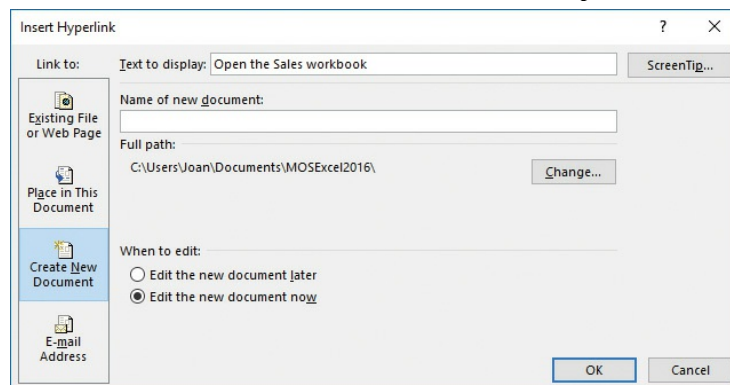 Insert Hyperlink ? ×
Link to:
Text to display: Open the Sales workbook
ScreenTip...
Existing File
or Web Page
Place in This
Document
Create New
Document
E-mail
Address
Name of new document:
Full path:
C:\Users\Joan\Documents\MOSExcel2016\
Change...
When to edit:
Edit the new document later
Edit the new document now
OK
Cancel